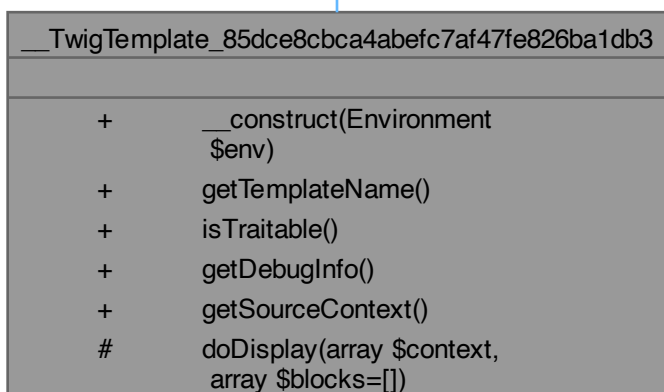 __TwigTemplate_85dce8cbca4abefc7af47fe826ba1db3
+ __construct(Environment
$env)
+ getTemplateName()
+ isTraitable()
+ getDebugInfo()
+ getSourceContext()
# doDisplay(array $context,
array $blocks=[])